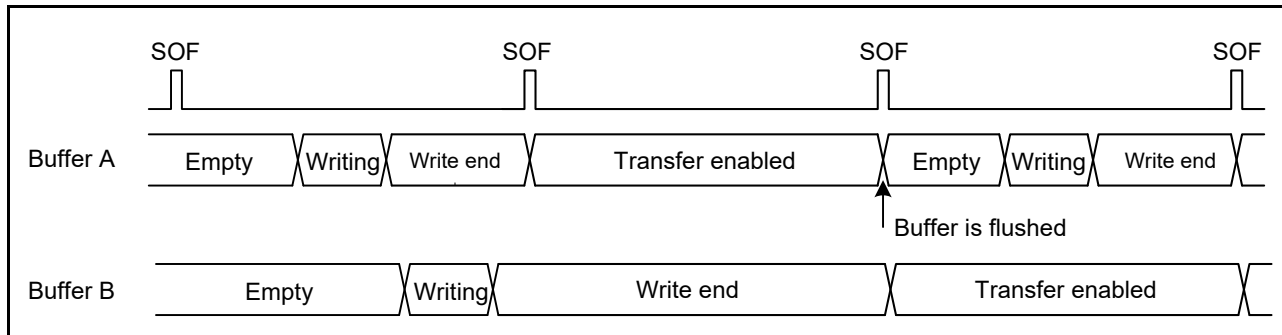 SOF SOF SOF SOF
Buffer A Empty Writing Write end Transfer enabled Empty Writing Write end
Buffer is flushed
Buffer B Empty Writing Write end Transfer enabled